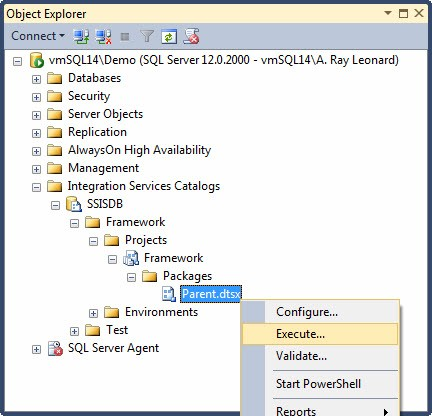 Object Explorer
Connect
vmSQL14\Demo (SQL Server 12.0.2000 - vmSQL14\A. Ray Leonard)
Databases
Security
Server Objects
Replication
AlwaysOn High Availability
Management
Integration Services Catalogs
SSISDB
Framework
Projects
Framework
Packages
Parent.dtsx
Environments
Test
SQL Server Agent
Configure...
Execute...
Validate...
Start PowerShell
Reports